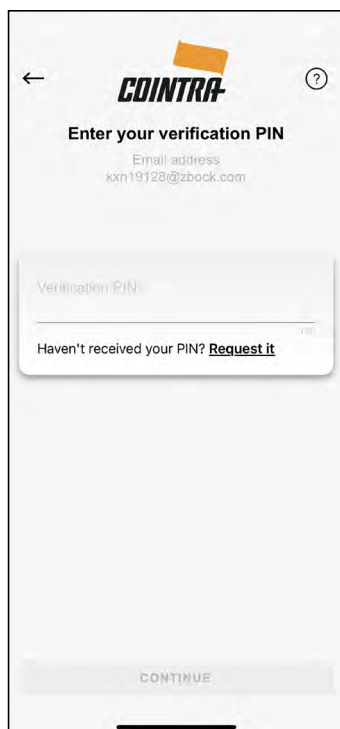 ?
COINTRA
Enter your verification PIN
Email address
kxn19128@zbock.com
Verification PIN
Haven't received your PIN? Request it
CONTINUE